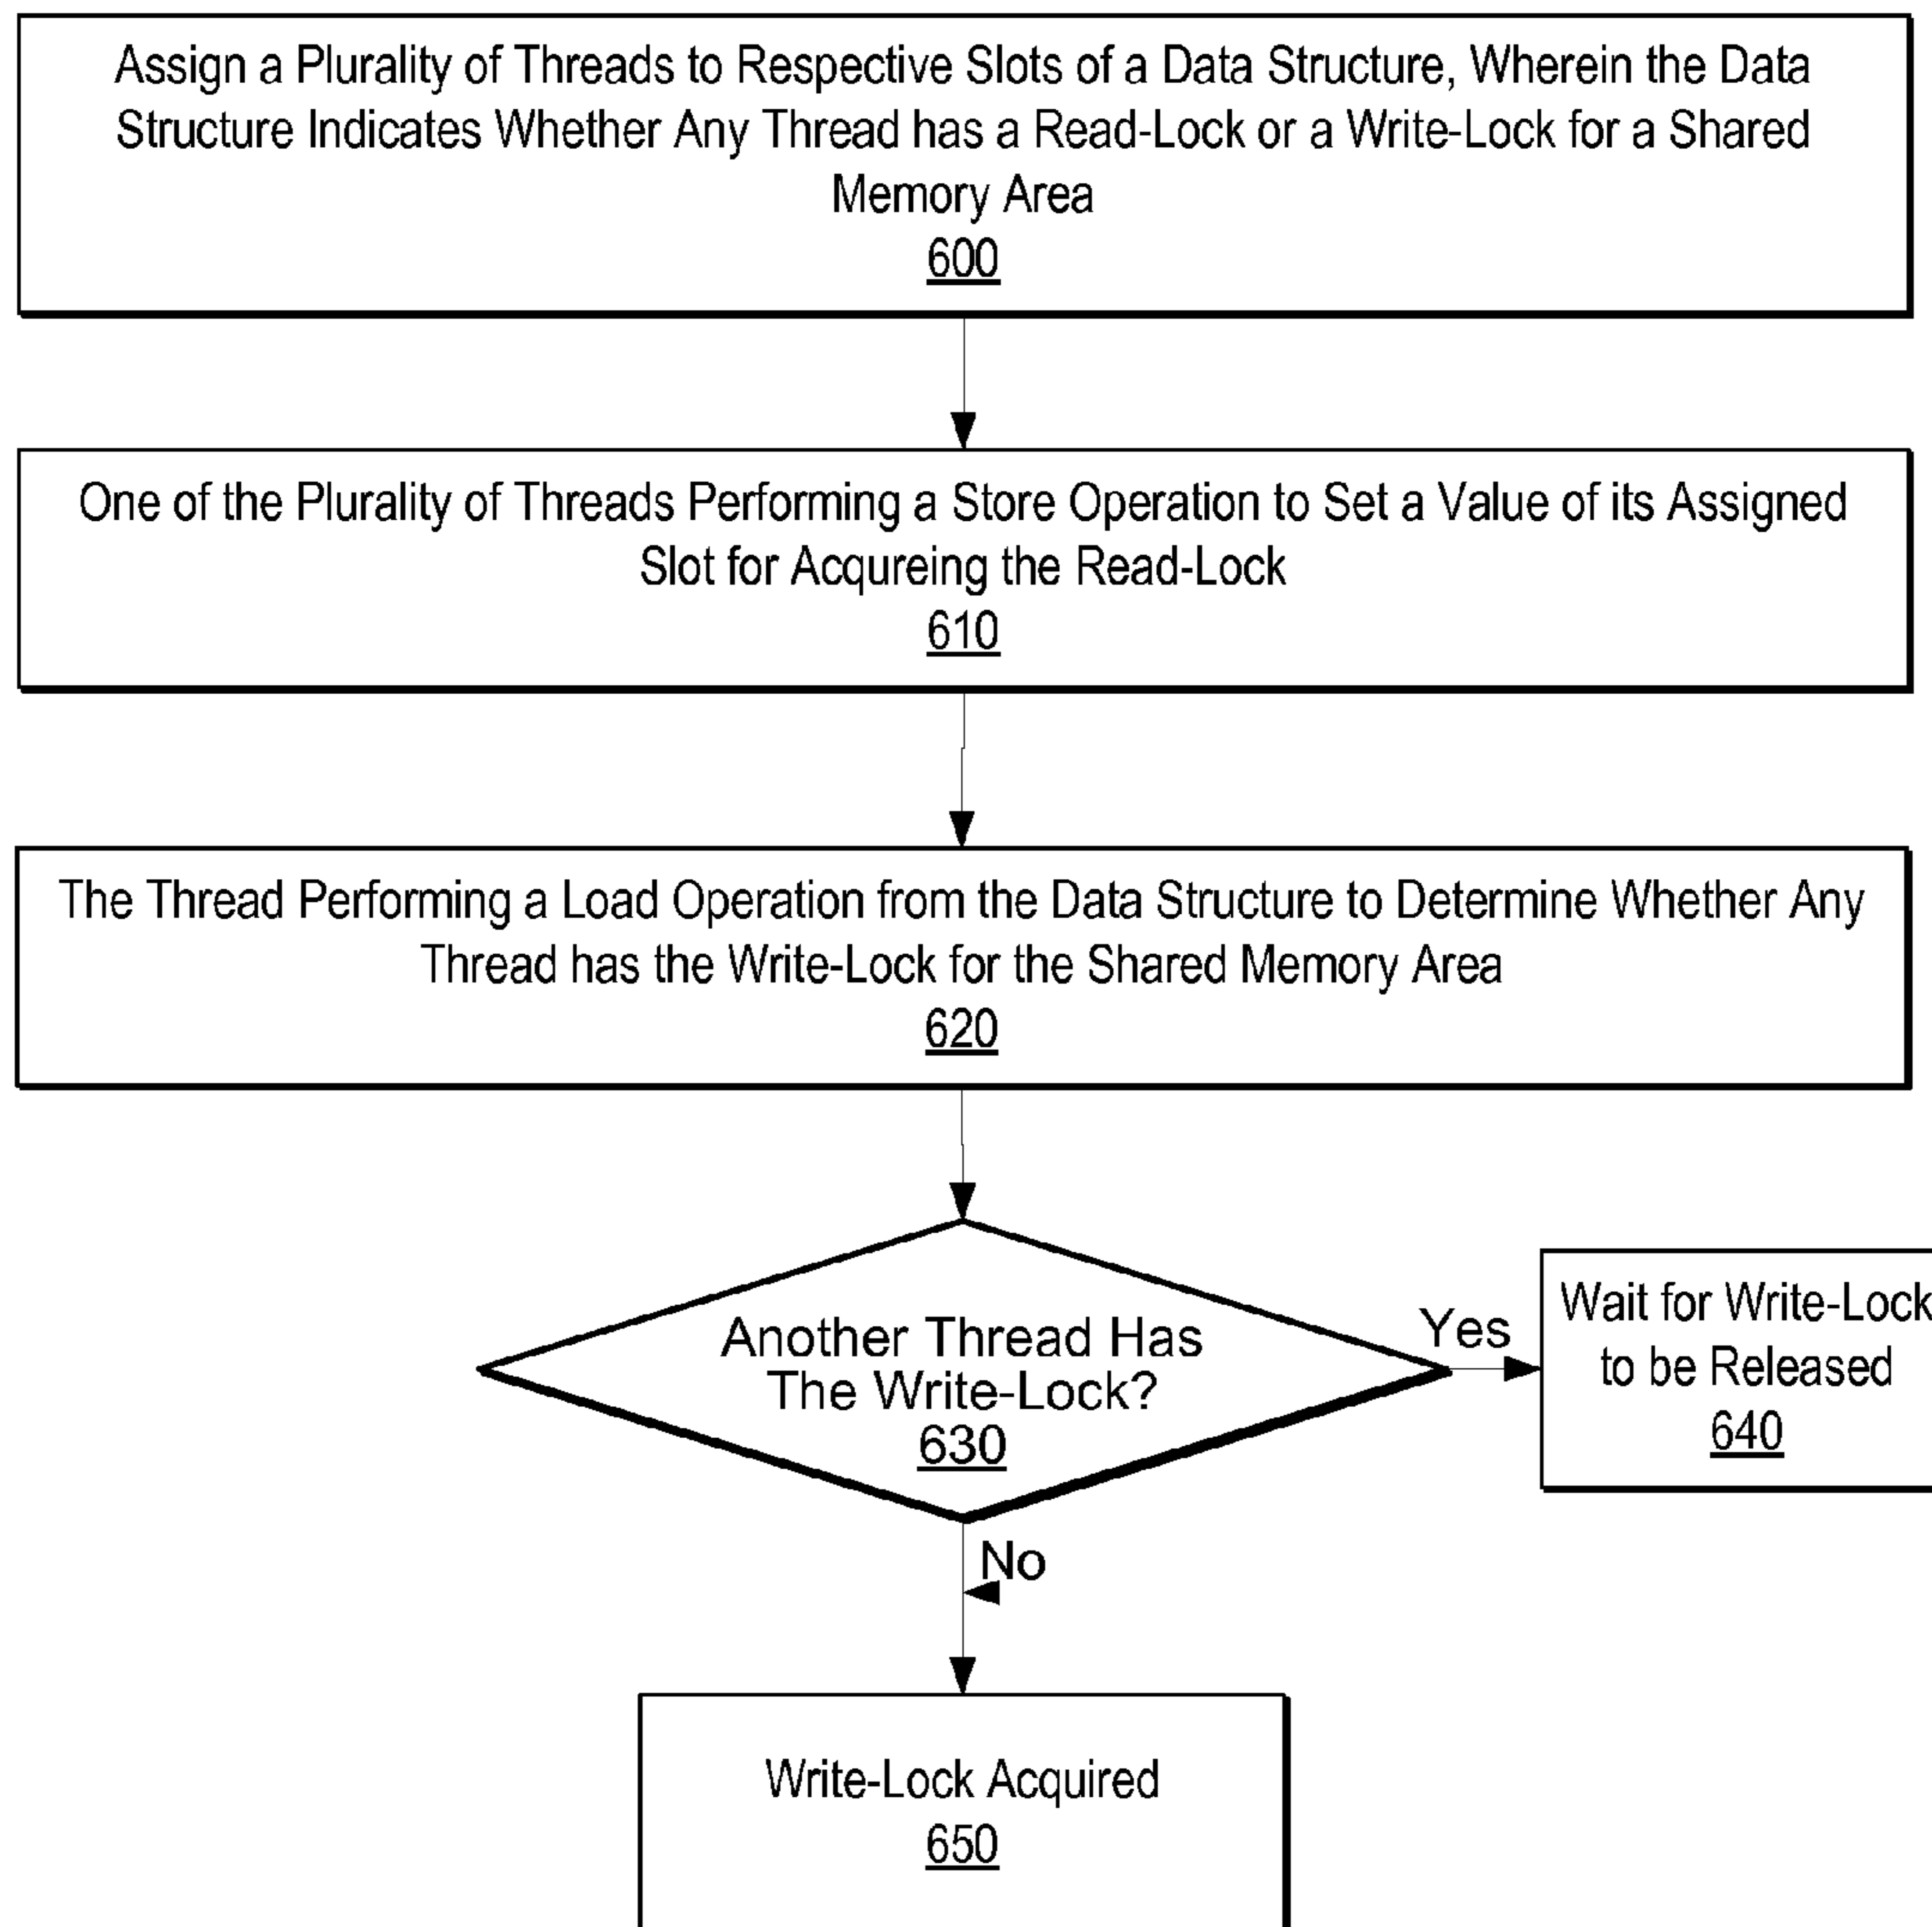 Assign a Plurality of Threads to Respective Slots of a Data Structure, Wherein the Data
Structure Indicates Whether Any Thread has a Read-Lock or a Write-Lock for a Shared
Memory Area
600
One of the Plurality of Threads Performing a Store Operation to Set a Value of its Assigned
Slot for Acqureing the Read-Lock
610
The Thread Performing a Load Operation from the Data Structure to Determine Whether Any
Thread has the Write-Lock for the Shared Memory Area
620
Another Thread Has
The Write-Lock?
630
Yes
Wait for Write-Lock
to be Released
640
No
Write-Lock Acquired
650